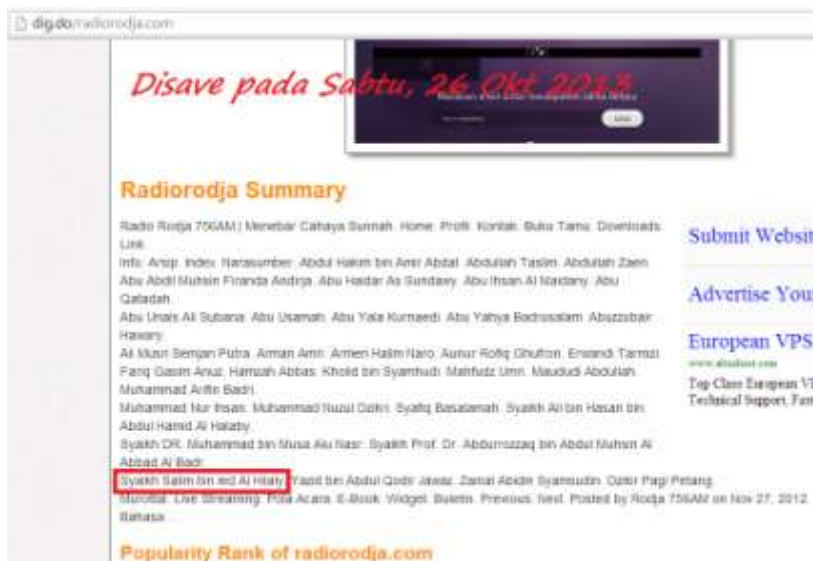 dig.do/radiorodja.com
Disave pada Sabtu, 26 Okt 2013
Radiorodja Summary
Radio Rodja 756AM | Menebar Cahaya Sunnah. Home. Profil. Kontak. Buku Tamu. Downloads.
Link.
Info. Arsip. Index. Narasumber. Abdul Hakim bin Amir Abdat. Abdullah Taslim. Abdullah Zaen.
Abu Abdil Muhsin Firanda Andirja. Abu Haidar As Sundawy. Abu Ihsan Al Maidany. Abu
Qatadah.
Abu Unais Ali Subana. Abu Usamah. Abu Yala Kurnaedi. Abu Yahya Badrusalam. Abuzzubair
Hawary.
Ali Musri Semjan Putra. Arman Amri. Armen Halim Naro. Aunur Rofiq Ghufron. Erwandi Tarmizi.
Fariq Gasim Anuz. Hamzah Abbas. Kholid bin Syamhudi. Mahfudz Umri. Maududi Abdullah.
Muhammad Arifin Badri.
Muhammad Nur Ihsan. Muhammad Nuzul Dzikri. Syafiq Basalamah. Syaikh Ali bin Hasan bin
Abdul Hamid Al Halaby.
Syaikh DR. Muhammad bin Musa Alu Nasr. Syaikh Prof. Dr. Abdurrozzaq bin Abdul Muhsin Al
Abbad Al Badr.
Syaikh Salim bin Ied Al Hilaly. Yazid bin Abdul Qodir Jawaz. Zainal Abidin Syamsudin. Dzikir Pagi Petang.
Murottal. Live Streaming. Pola Acara. E-Book. Widget. Buletin. Previous. Next. Posted by Rodja 756AM on Nov 27, 2012.
Bahasa
Popularity Rank of radiorodja.com
Submit Websit
Advertise Your
European VPS
Top Class European VP
Technical Support, Fast